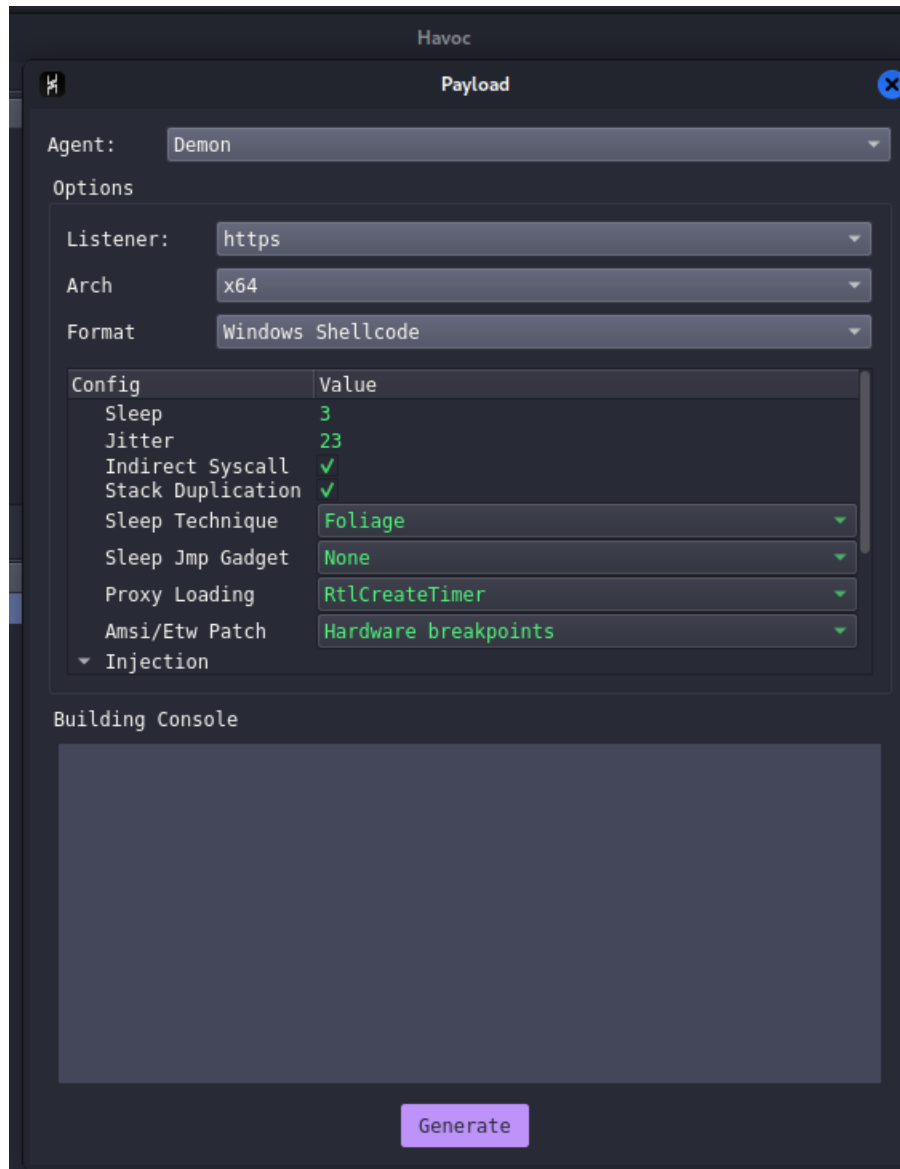 Havoc
Payload
Agent: Demon
Options
Listener: https
Arch x64
Format Windows Shellcode
Config Value
Sleep 3
Jitter 23
Indirect Syscall ✓
Stack Duplication ✓
Sleep Technique Foliage
Sleep Jmp Gadget None
Proxy Loading RtlCreateTimer
Amsi/Etw Patch Hardware breakpoints
Injection
Building Console
Generate